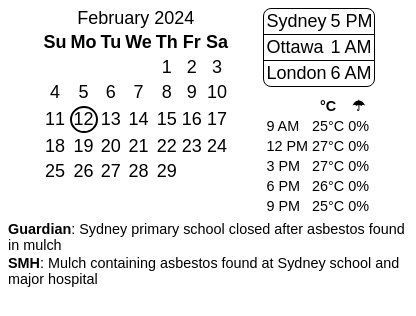 February 2024
Su Mo Tu We Th Fr Sa
1 2 3
4 5 6 7 8 9 10
11 12 13 14 15 16 17
18 19 20 21 22 23 24
25 26 27 28 29
Sydney 5 PM
Ottawa 1 AM
London 6 AM
°C ☂
9 AM 25°C 0%
12 PM 27°C 0%
3 PM 27°C 0%
6 PM 26°C 0%
9 PM 25°C 0%
Guardian: Sydney primary school closed after asbestos found
in mulch
SMH: Mulch containing asbestos found at Sydney school and
major hospital